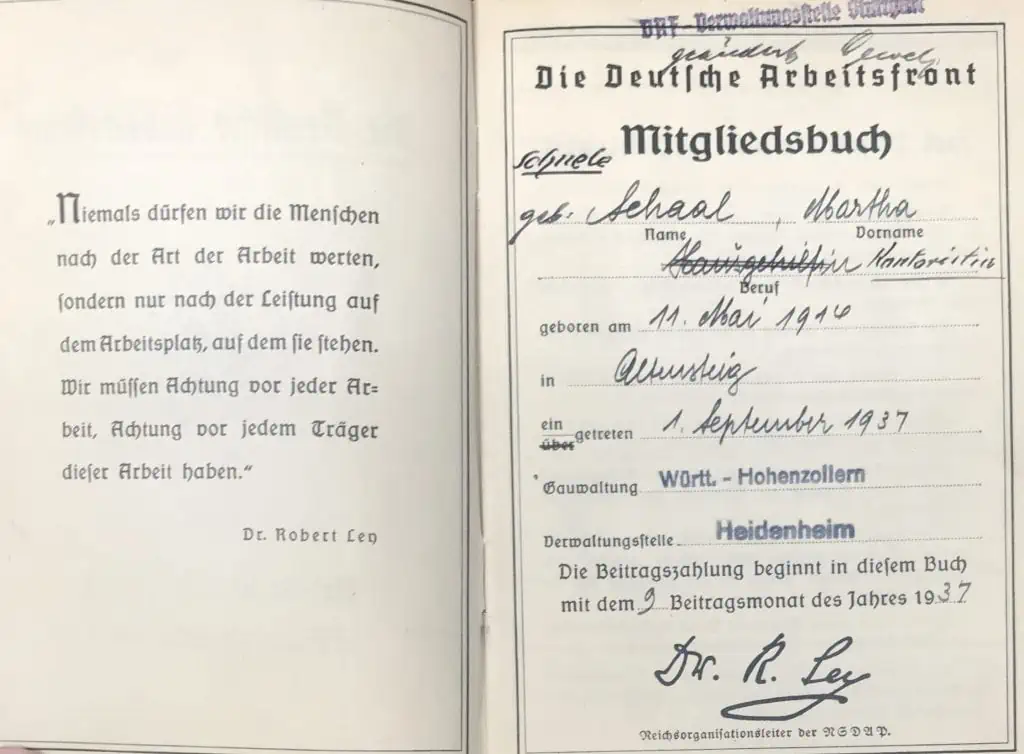 „Niemals dürfen wir die Menschen
nach der Art der Arbeit werten,
sondern nur nach der Leistung auf
dem Arbeitsplatz, auf dem sie stehen.
Wir müssen Achtung vor jeder Ar=
beit, Achtung vor jedem Träger
dieser Arbeit haben.“
Dr. Robert Ley
DAF-Verwaltungsstelle Stuttgart
geändert
Die Deutsche Arbeitsfront
Mitgliedsbuch
geb. Schaal, Martha
Name Vorname
Hausgehilfin Kontoristin
Beruf
geboren am 11. Mai 1914
in Altensteig
ein
über getreten 1. September 1937
Gauwaltung Württ. - Hohenzollern
Verwaltungsstelle Heidenheim
Die Beitragszahlung beginnt in diesem Buch
mit dem 9 Beitragsmonat des Jahres 1937
Dr. R. Ley
Reichsorganisationsleiter der NSDAP.